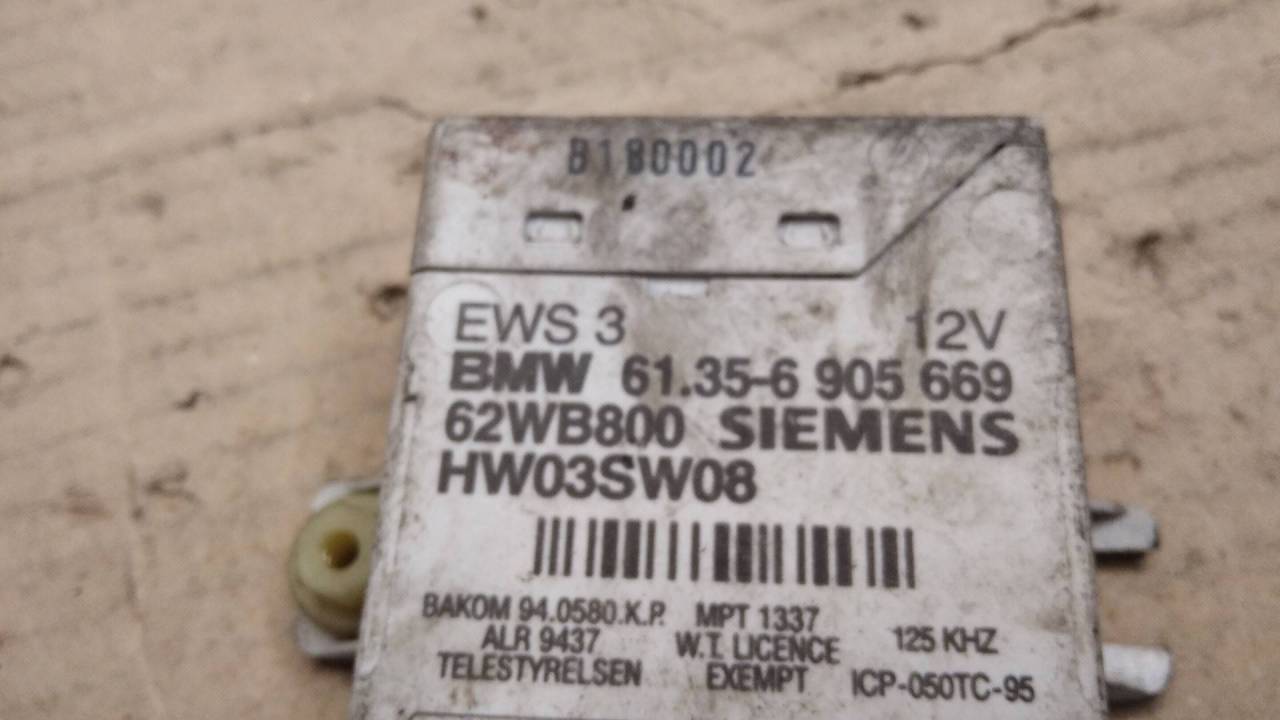 B180002
EWS 3 12V
BMW 61.35-6 905 669
62WB800 SIEMENS
HW03SW08
BAKOM 94.0580.K.P. MPT 1337
ALR 9437 W.T. LICENCE 125 KHZ
TELESTYRELSEN EXEMPT ICP-050TC-95